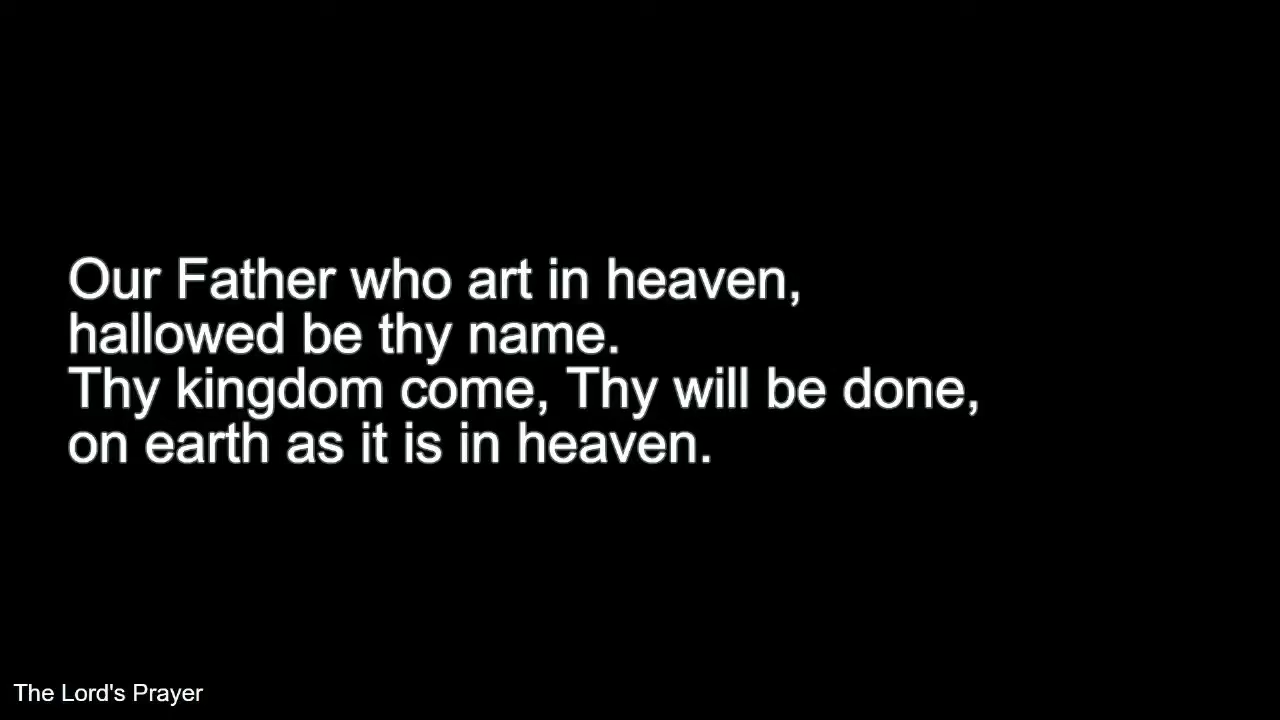 Our Father who art in heaven,
hallowed be thy name.
Thy kingdom come, Thy will be done,
on earth as it is in heaven.
The Lord's Prayer